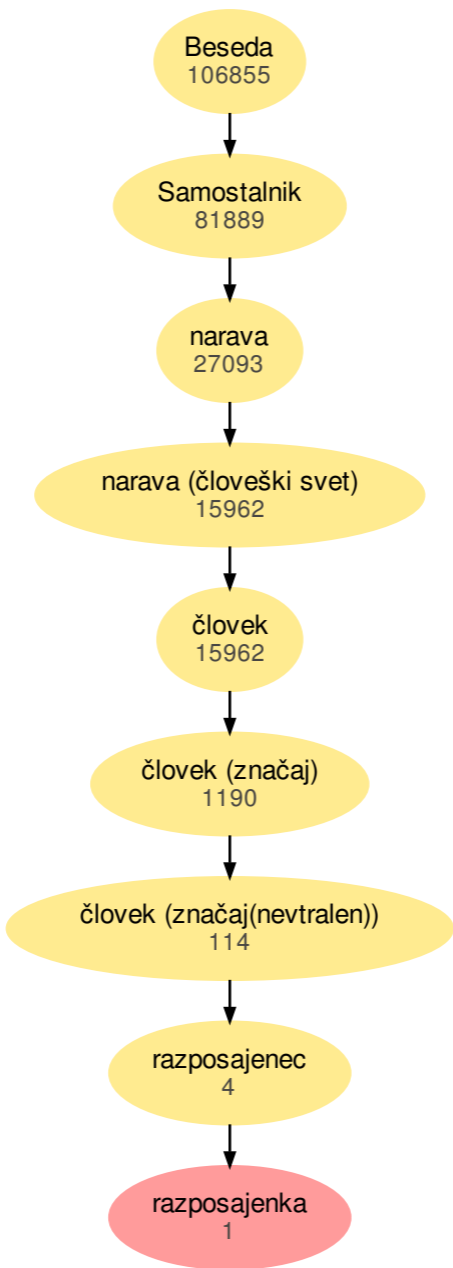 Beseda
106855
Samostalnik
81889
narava
27093
narava (človeški svet)
15962
človek
15962
človek (značaj)
1190
človek (značaj(nevtralen))
114
razposajenec
4
razposajenka
1